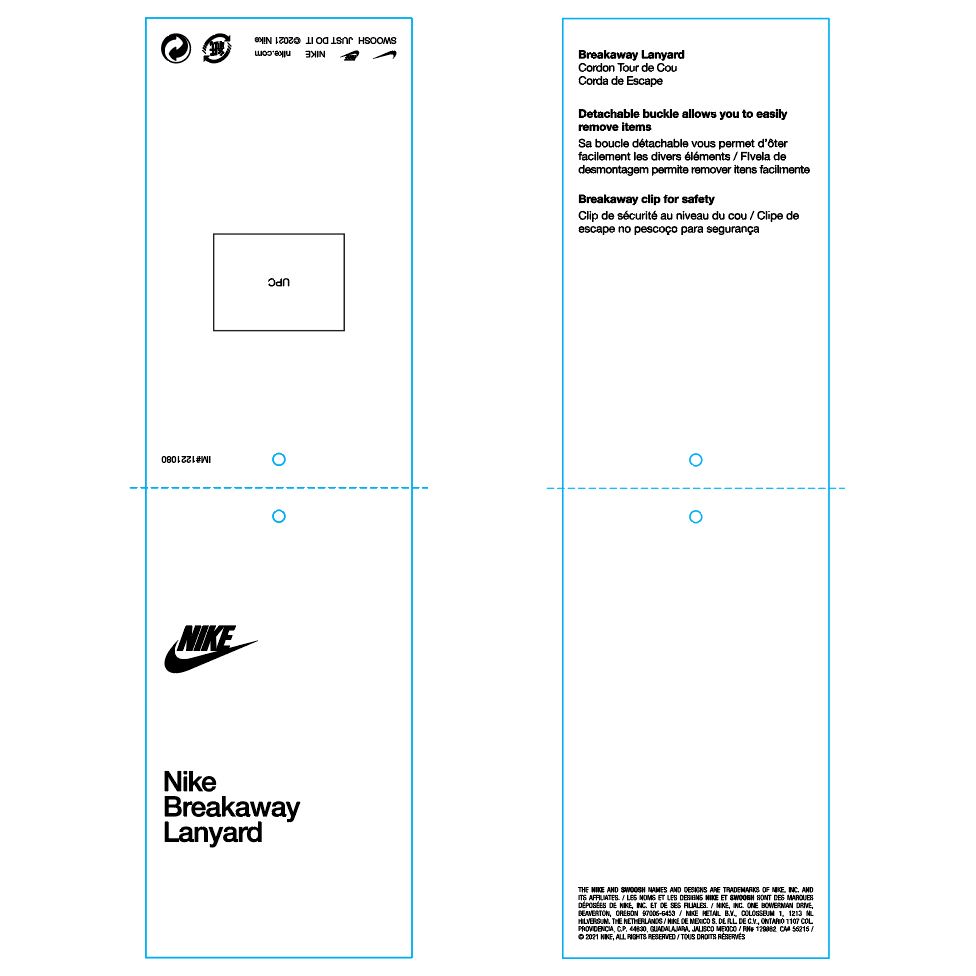 SWOOSH JUST DO IT ©2021 Nike
NIKE nike.com
UPC
IM#1221080
NIKE
Nike
Breakaway
Lanyard
Breakaway Lanyard
Cordon Tour de Cou
Corda de Escape
Detachable buckle allows you to easily
remove items
Sa boucle détachable vous permet d'ôter
facilement les divers éléments / FIvela de
desmontagem permite remover itens facilmente
Breakaway clip for safety
Clip de sécurité au niveau du cou / Clipe de
escape no pescoço para segurança
THE NIKE AND SWOOSH NAMES AND DESIGNS ARE TRADEMARKS OF NIKE, INC. AND
ITS AFFILIATES. / LES NOMS ET LES DESIGNS NIKE ET SWOOSH SONT DES MARQUES
DÉPOSÉES DE NIKE, INC. ET DE SES FILIALES. / NIKE, INC. ONE BOWERMAN DRIVE,
BEAVERTON, OREGON 97005-6453 / NIKE RETAIL B.V., COLOSSEUM 1, 1213 NL
HILVERSUM. THE NETHERLANDS / NIKE DE MEXICO S. DE R.L. DE C.V., ONTARIO 1107 COL.
PROVIDENCIA, C.P. 44630, GUADALAJARA, JALISCO MEXICO / RN# 129882. CA# 55215 /
© 2021 NIKE, ALL RIGHTS RESERVED / TOUS DROITS RÉSERVÉS